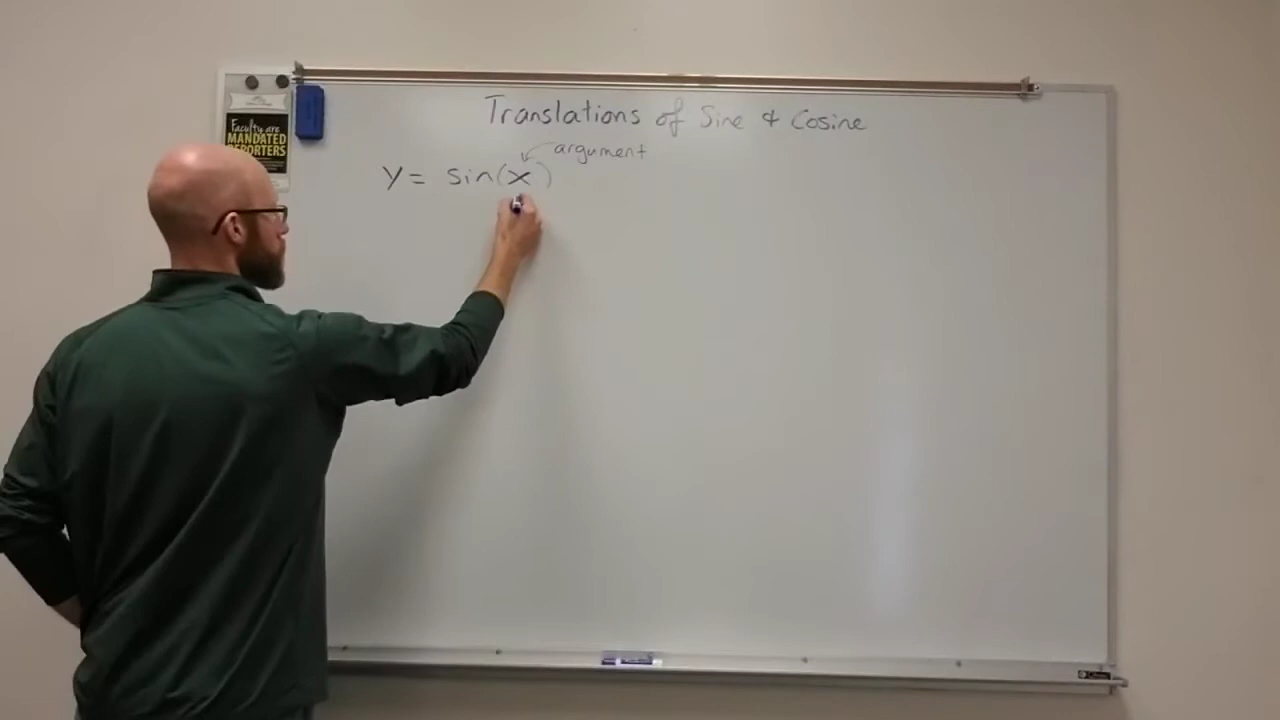 Translations of Sine & Cosine
argument
y = sin(x)
Faculty are
MANDATED
REPORTERS